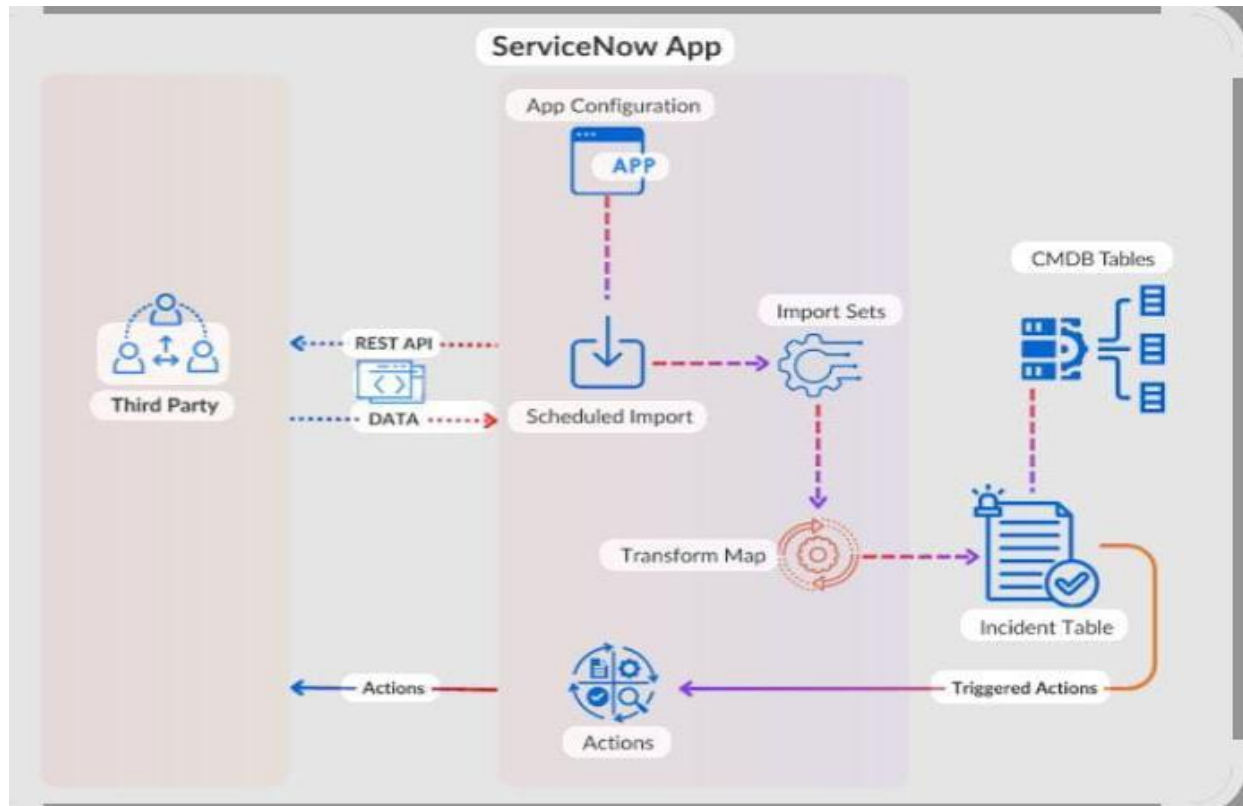 ServiceNow App
App Configuration
APP
CMDB Tables
Import Sets
REST API
Third Party
DATA
Scheduled Import
Transform Map
Incident Table
Actions
Triggered Actions
Actions